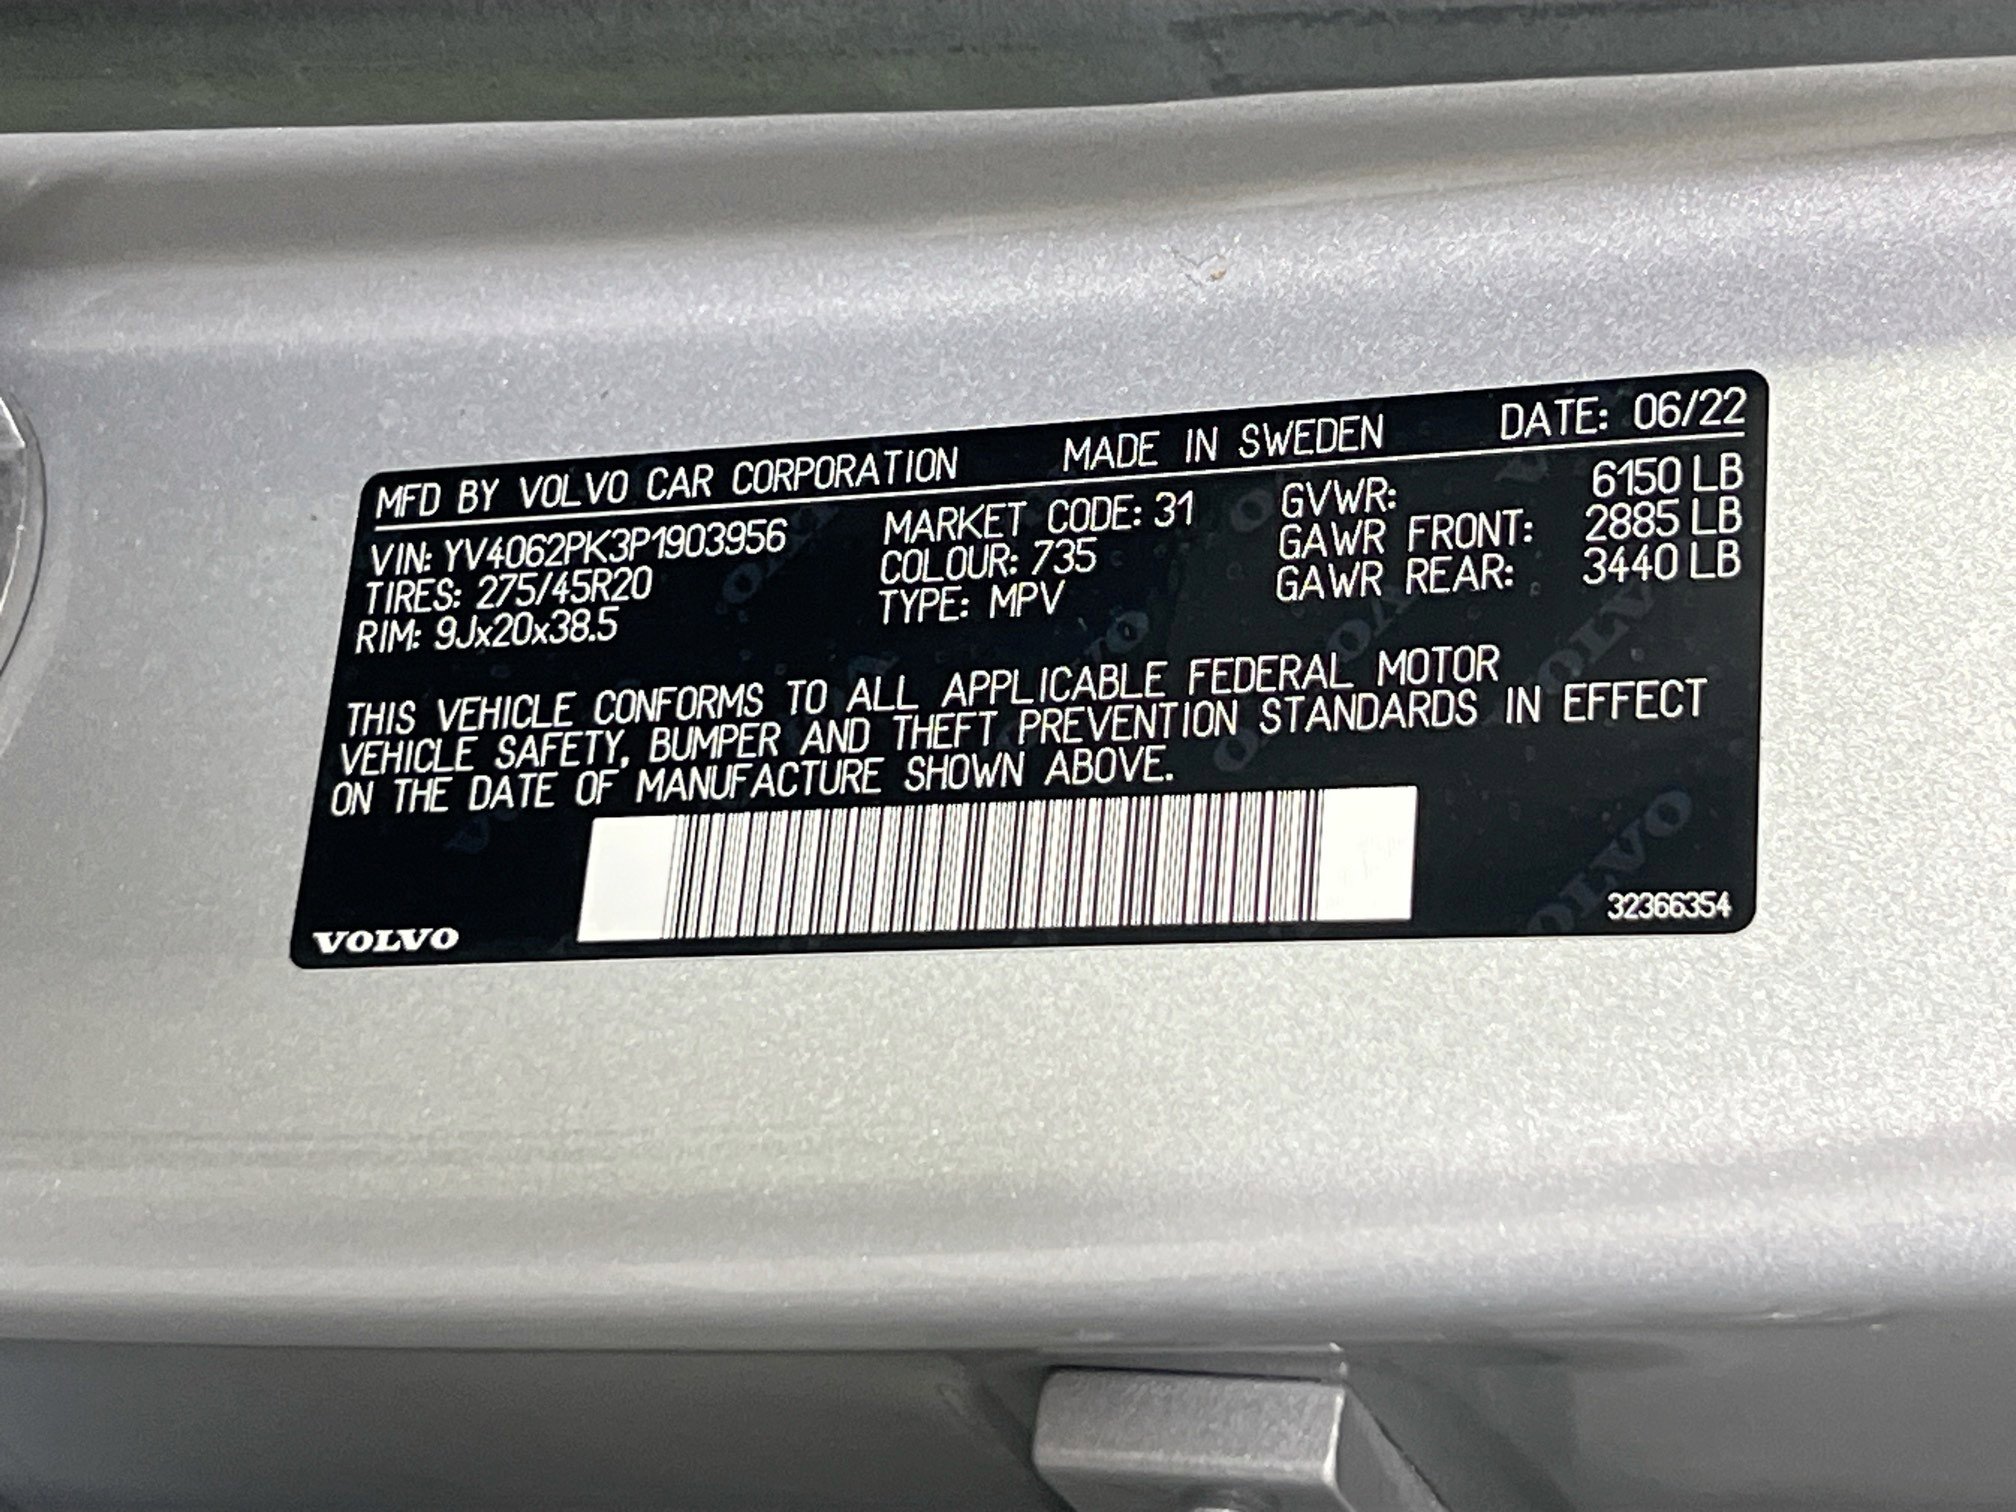 MFD BY VOLVO CAR CORPORATION MADE IN SWEDEN DATE: 06/22
VIN: YV4062PK3P1903956 MARKET CODE: 31 GVWR: 6150 LB
TIRES: 275/45R20 COLOUR: 735 GAWR FRONT: 2885 LB
RIM: 9Jx20x38.5 TYPE: MPV GAWR REAR: 3440 LB
THIS VEHICLE CONFORMS TO ALL APPLICABLE FEDERAL MOTOR
VEHICLE SAFETY, BUMPER AND THEFT PREVENTION STANDARDS IN EFFECT
ON THE DATE OF MANUFACTURE SHOWN ABOVE.
VOLVO 32366354